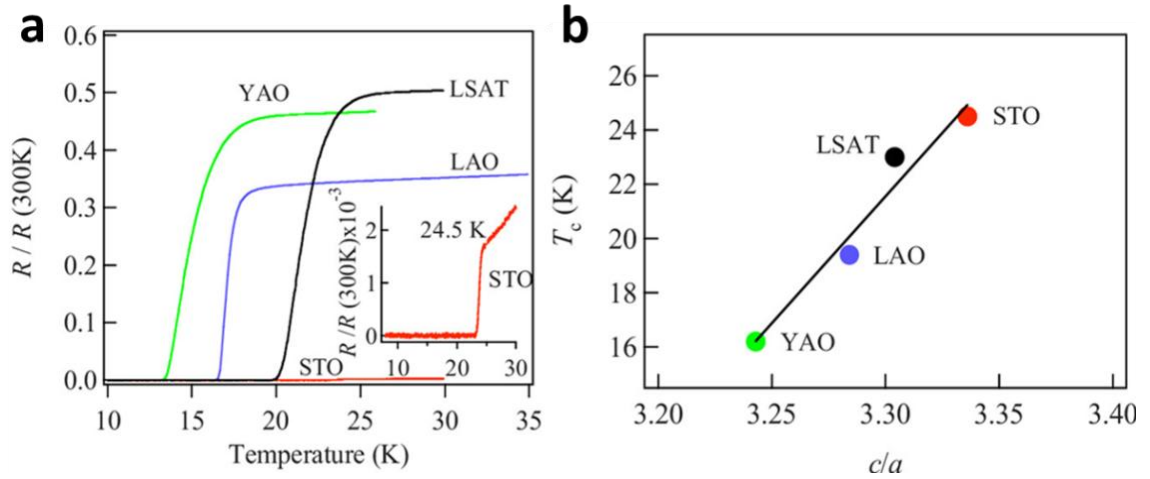 a
0.6
0.5
0.4
0.3
0.2
0.1
0.0
R / R (300K)
YAO
LSAT
LAO
STO
10
15
20
25
30
35
Temperature (K)
R /R (300K)x10⁻³
2
1
0
24.5 K
STO
10
20
30
b
26
24
22
20
18
16
Tc (K)
STO
LSAT
LAO
YAO
3.20
3.25
3.30
3.35
3.40
c/a